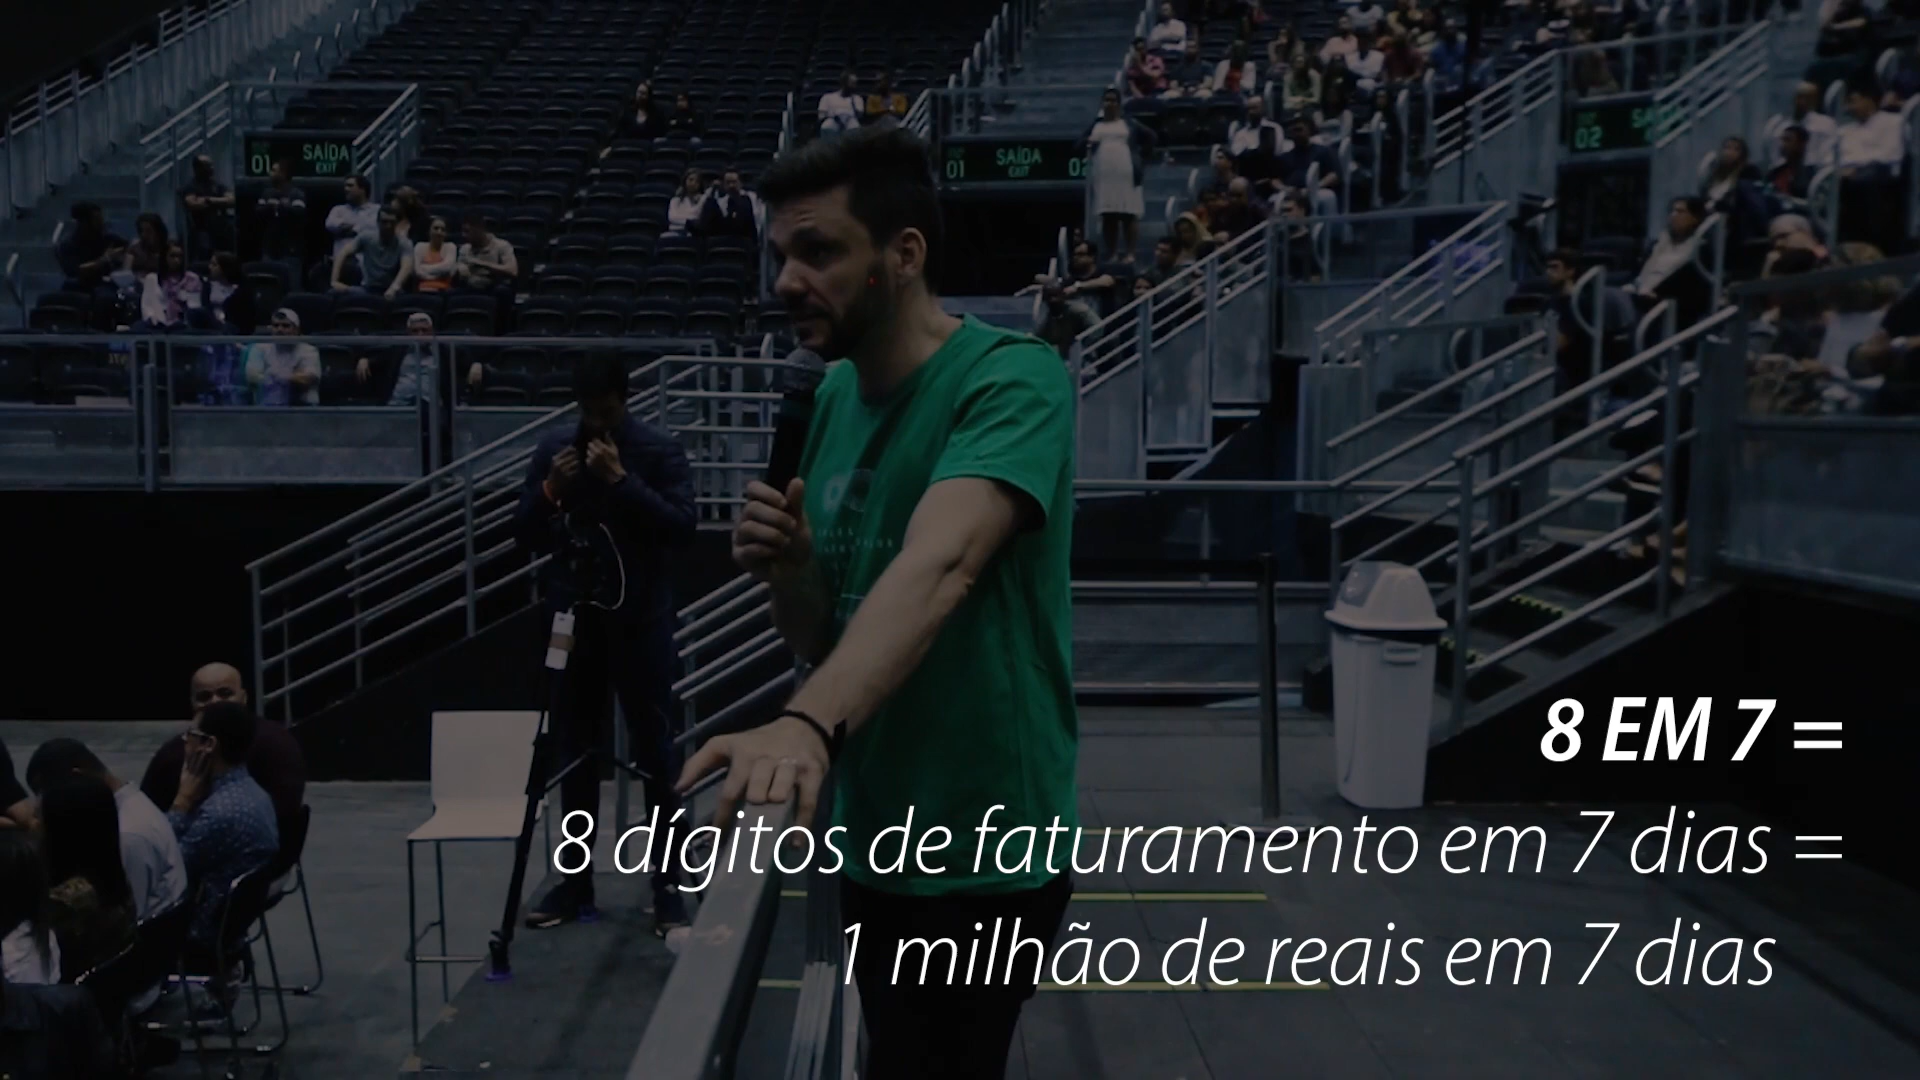 01 SAÍDA
EXIT
01 SAÍDA 02
EXIT
02
8 EM 7 =
8 dígitos de faturamento em 7 dias =
1 milhão de reais em 7 dias